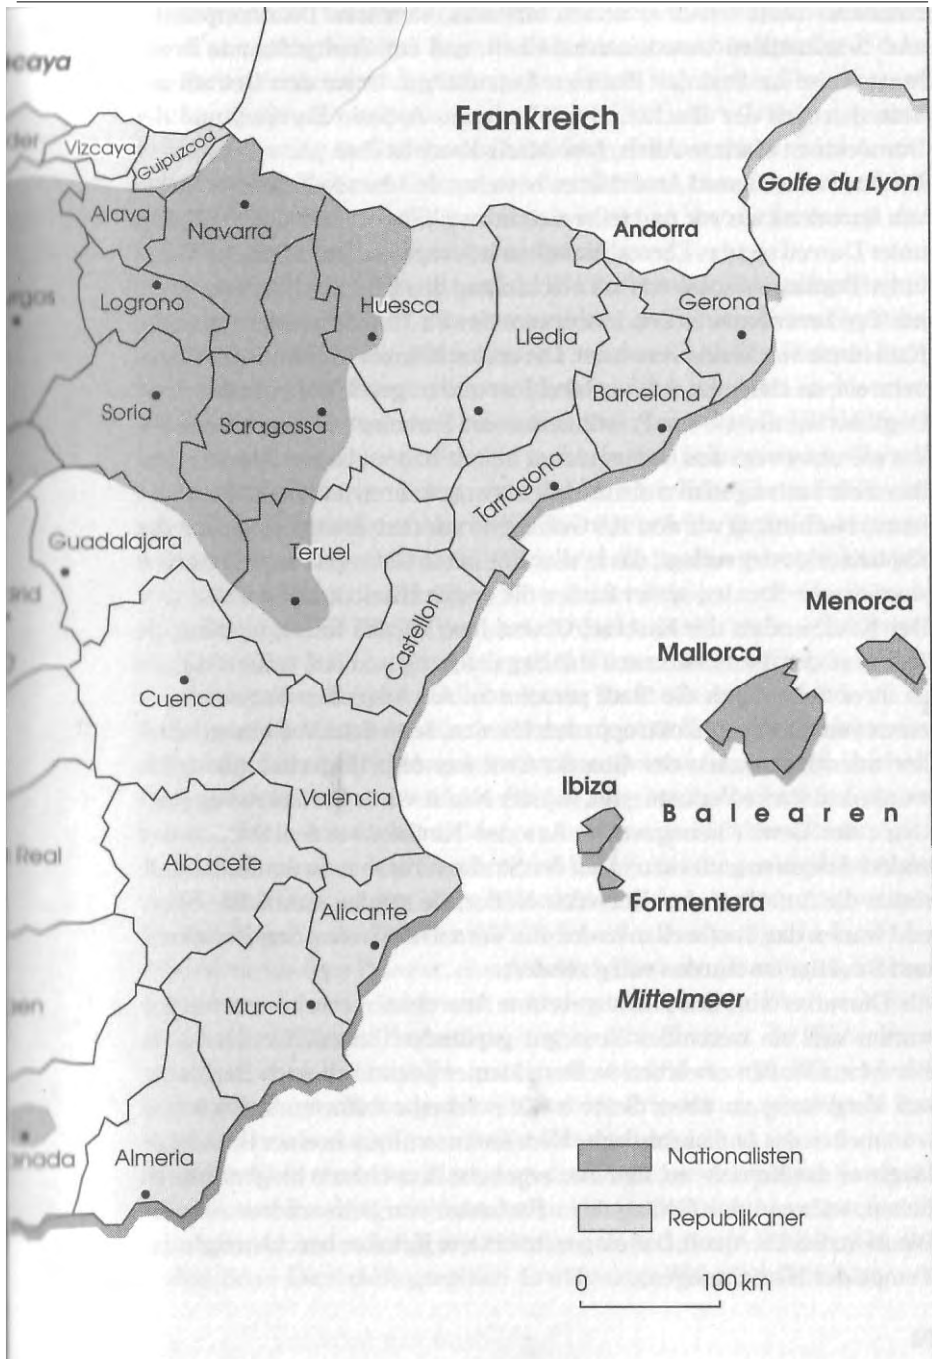 Frankreich
Golfe du Lyon
Vizcaya
Guipuzcoa
Alava
Navarra
Andorra
Logrono
Huesca
Gerona
Lledia
Soria
Saragossa
Barcelona
Tarragona
Guadalajara
Teruel
Castellon
Menorca
Mallorca
Cuenca
Ibiza
Valencia
Balearen
Albacete
Formentera
Alicante
Mittelmeer
Murcia
Almeria
Nationalisten
Republikaner
0 100 km